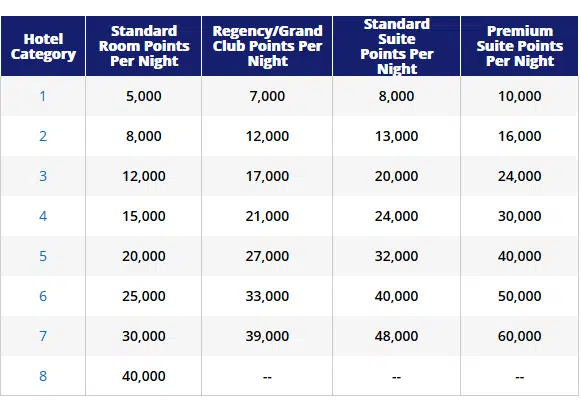 Hotel Category | Standard Room Points Per Night | Regency/Grand Club Points Per Night | Standard Suite Points Per Night | Premium Suite Points Per Night
1 | 5,000 | 7,000 | 8,000 | 10,000
2 | 8,000 | 12,000 | 13,000 | 16,000
3 | 12,000 | 17,000 | 20,000 | 24,000
4 | 15,000 | 21,000 | 24,000 | 30,000
5 | 20,000 | 27,000 | 32,000 | 40,000
6 | 25,000 | 33,000 | 40,000 | 50,000
7 | 30,000 | 39,000 | 48,000 | 60,000
8 | 40,000 | -- | -- | --